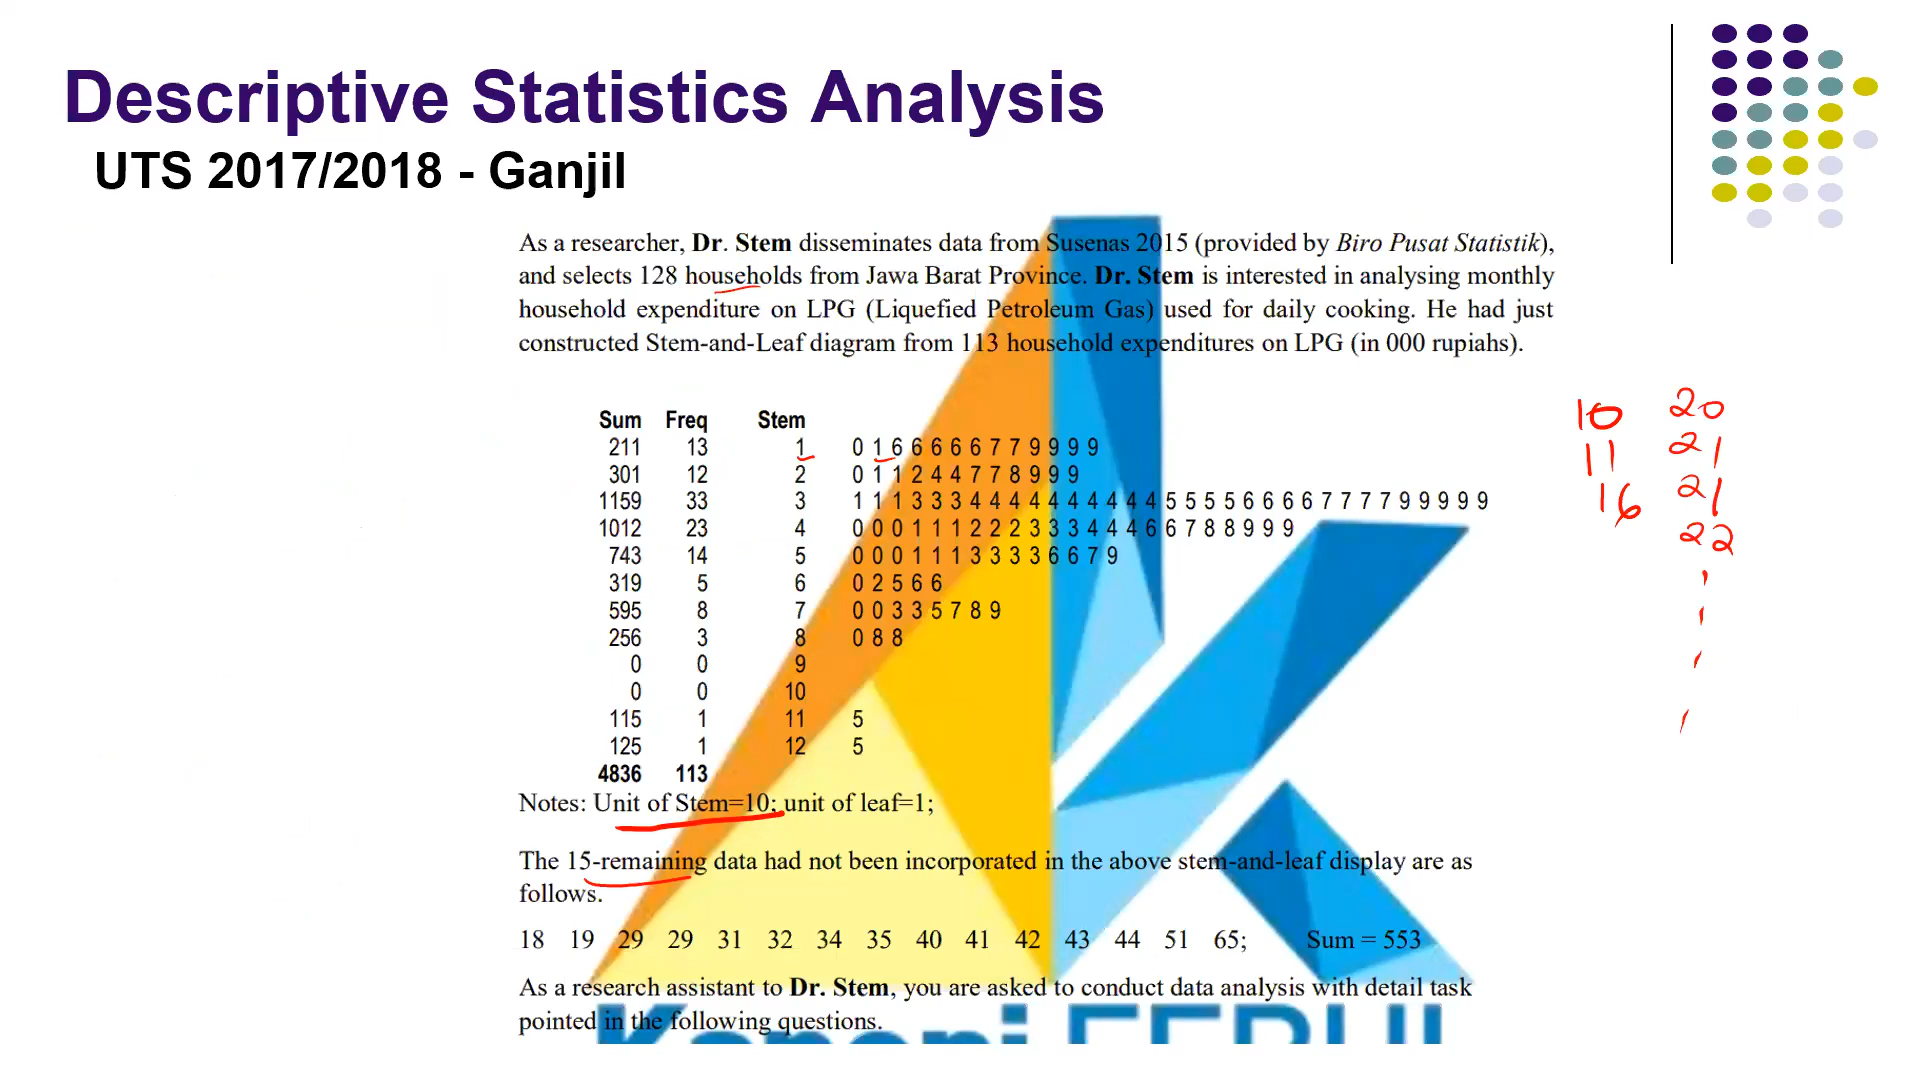 Descriptive Statistics Analysis
UTS 2017/2018 - Ganjil
As a researcher, Dr. Stem disseminates data from Susenas 2015 (provided by Biro Pusat Statistik),
and selects 128 households from Jawa Barat Province. Dr. Stem is interested in analysing monthly
household expenditure on LPG (Liquefied Petroleum Gas) used for daily cooking. He had just
constructed Stem-and-Leaf diagram from 113 household expenditures on LPG (in 000 rupiahs).
Sum Freq Stem
211 13 1 0 1 6 6 6 6 6 7 7 9 9 9 9
301 12 2 0 1 1 2 4 4 7 7 8 9 9 9
1159 33 3 1 1 1 3 3 3 4 4 4 4 4 4 4 4 4 4 5 5 5 5 6 6 6 6 7 7 7 7 9 9 9 9 9
1012 23 4 0 0 0 1 1 1 2 2 2 3 3 3 4 4 4 6 6 7 8 8 9 9 9
743 14 5 0 0 0 1 1 1 3 3 3 3 6 6 7 9
319 5 6 0 2 5 6 6
595 8 7 0 0 3 3 5 7 8 9
256 3 8 0 8 8
0 0 9
0 0 10
115 1 11 5
125 1 12 5
4836 113
Notes: Unit of Stem=10; unit of leaf=1;
The 15-remaining data had not been incorporated in the above stem-and-leaf display are as
follows.
18 19 29 29 31 32 34 35 40 41 42 43 44 51 65; Sum = 553
As a research assistant to Dr. Stem, you are asked to conduct data analysis with detail task
pointed in the following questions.
10 20
11 21
16 21
22